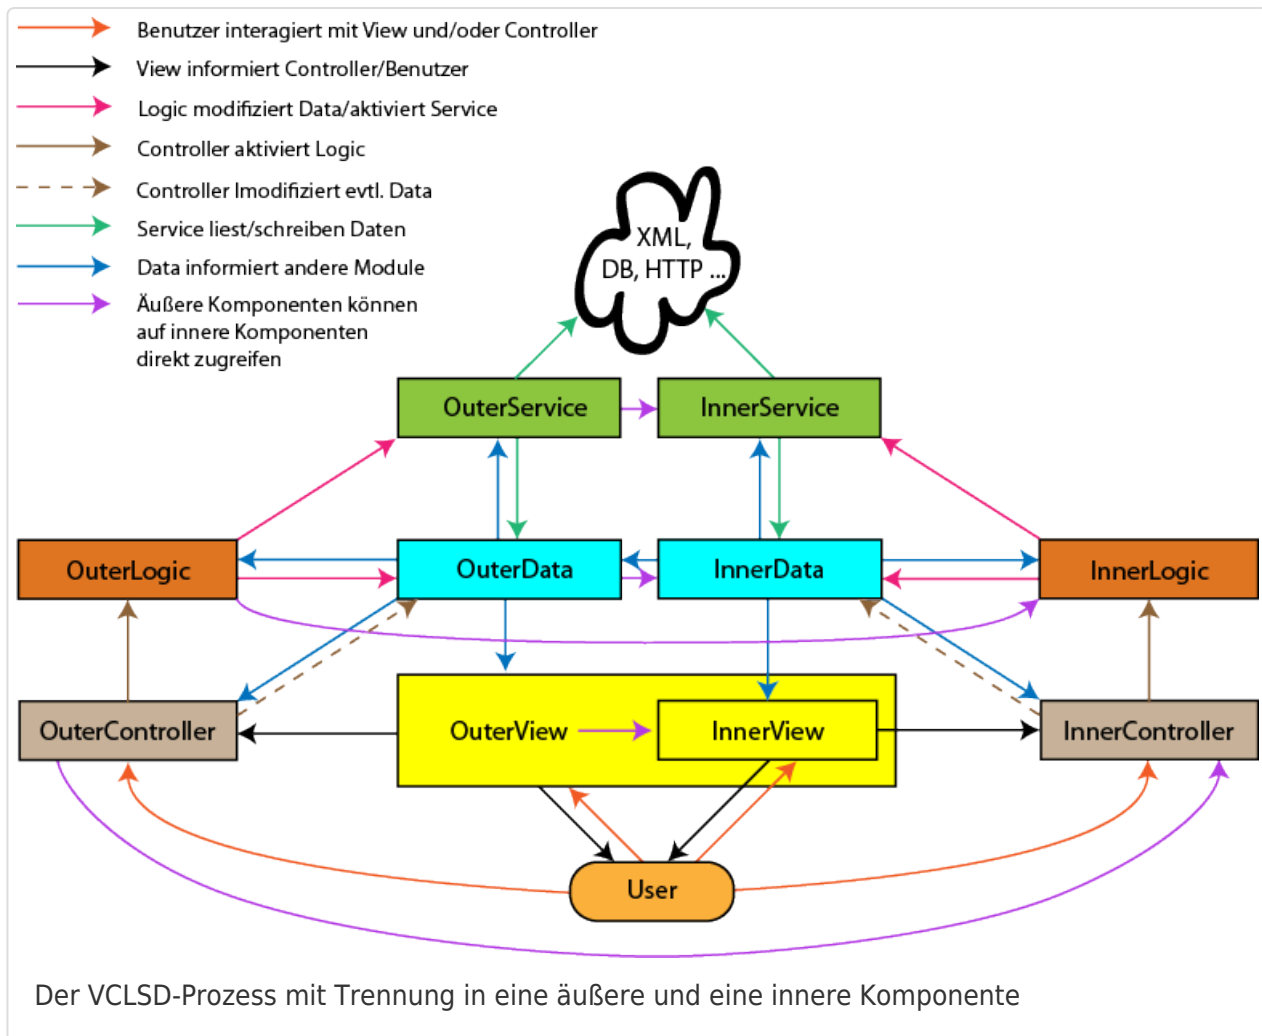 Benutzer interagiert mit View und/oder Controller
View informiert Controller/Benutzer
Logic modifiziert Data/aktiviert Service
Controller aktiviert Logic
Controller lmodifiziert evtl. Data
Service liest/schreiben Daten
Data informiert andere Module
Äußere Komponenten können
auf innere Komponenten
direkt zugreifen
XML,
DB, HTTP ...
OuterService
InnerService
OuterLogic
OuterData
InnerData
InnerLogic
OuterController
OuterView
InnerView
InnerController
User
Der VCLSD-Prozess mit Trennung in eine äußere und eine innere Komponente